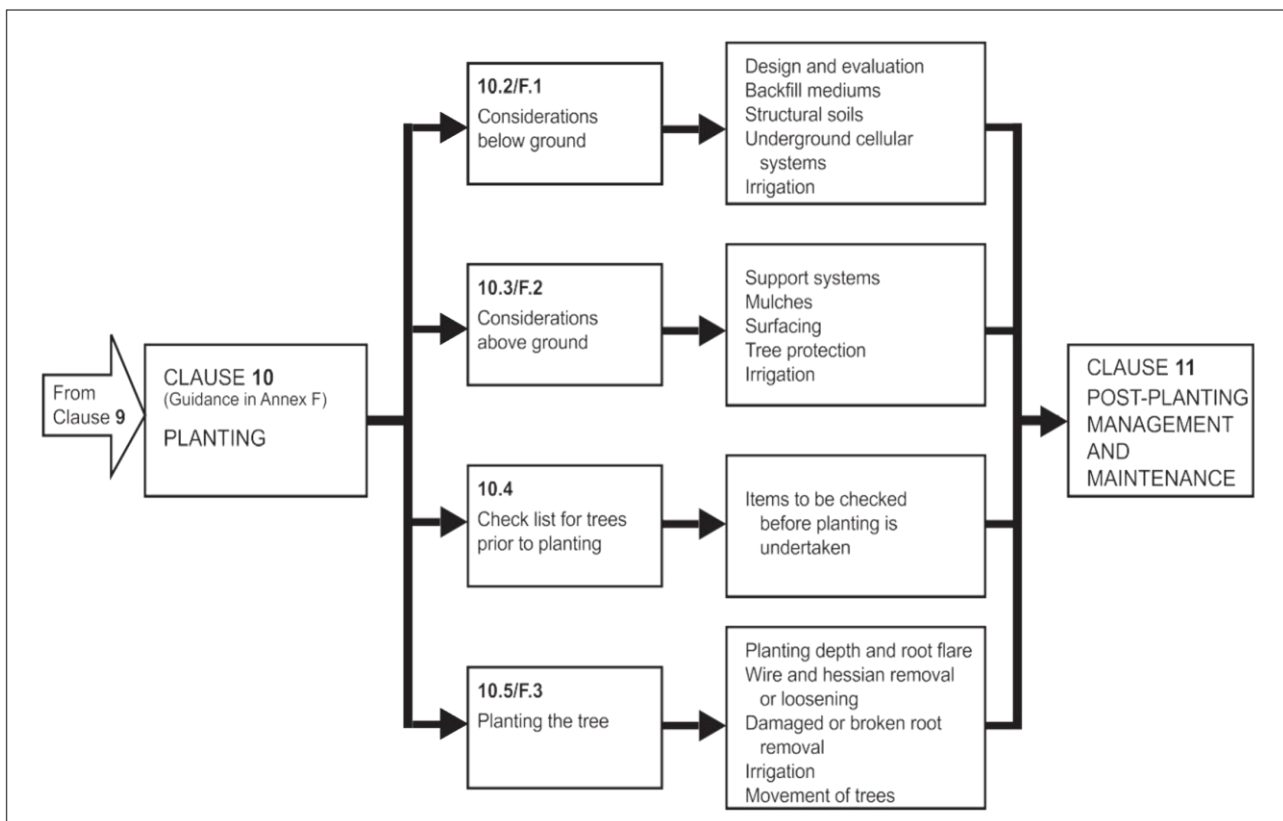 From
Clause 9
CLAUSE 10
(Guidance in Annex F)
PLANTING
10.2/F.1
Considerations
below ground
Design and evaluation
Backfill mediums
Structural soils
Underground cellular
systems
Irrigation
10.3/F.2
Considerations
above ground
Support systems
Mulches
Surfacing
Tree protection
Irrigation
10.4
Check list for trees
prior to planting
Items to be checked
before planting is
undertaken
10.5/F.3
Planting the tree
Planting depth and root flare
Wire and hessian removal
or loosening
Damaged or broken root
removal
Irrigation
Movement of trees
CLAUSE 11
POST-PLANTING
MANAGEMENT
AND
MAINTENANCE